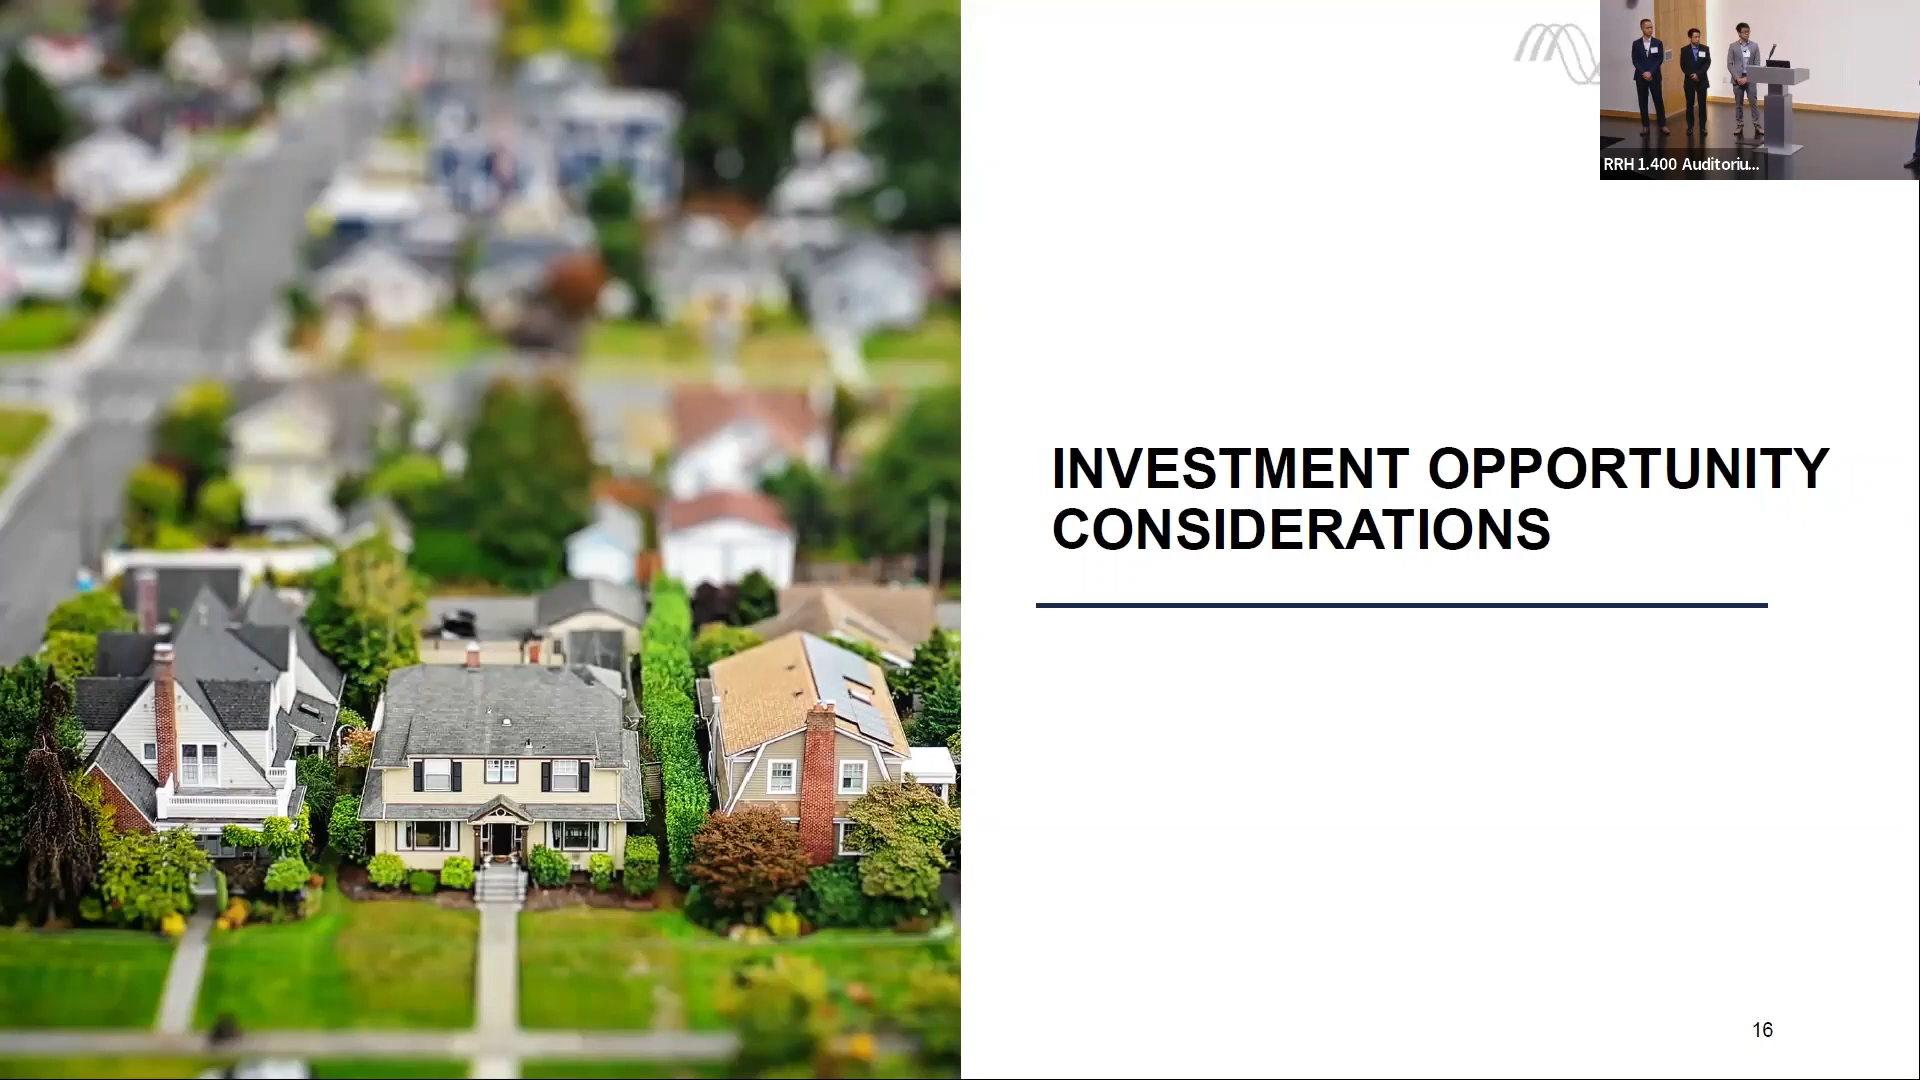 RRH 1.400 Auditoriu...
INVESTMENT OPPORTUNITY
CONSIDERATIONS
16